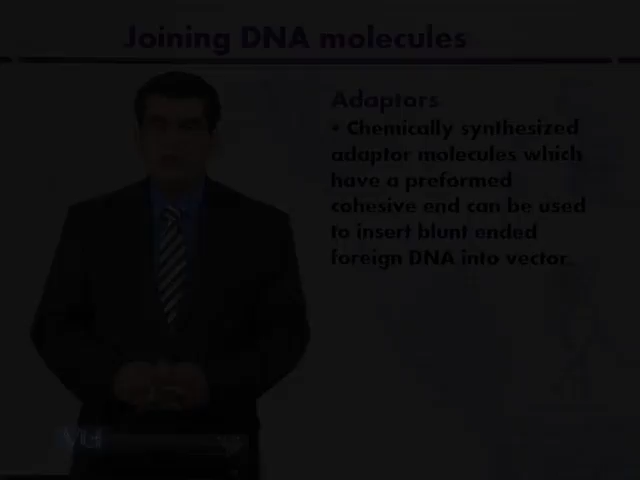 Joining DNA molecules
Adaptors
• Chemically synthesized
adaptor molecules which
have a preformed
cohesive end can be used
to insert blunt ended
foreign DNA into vector.